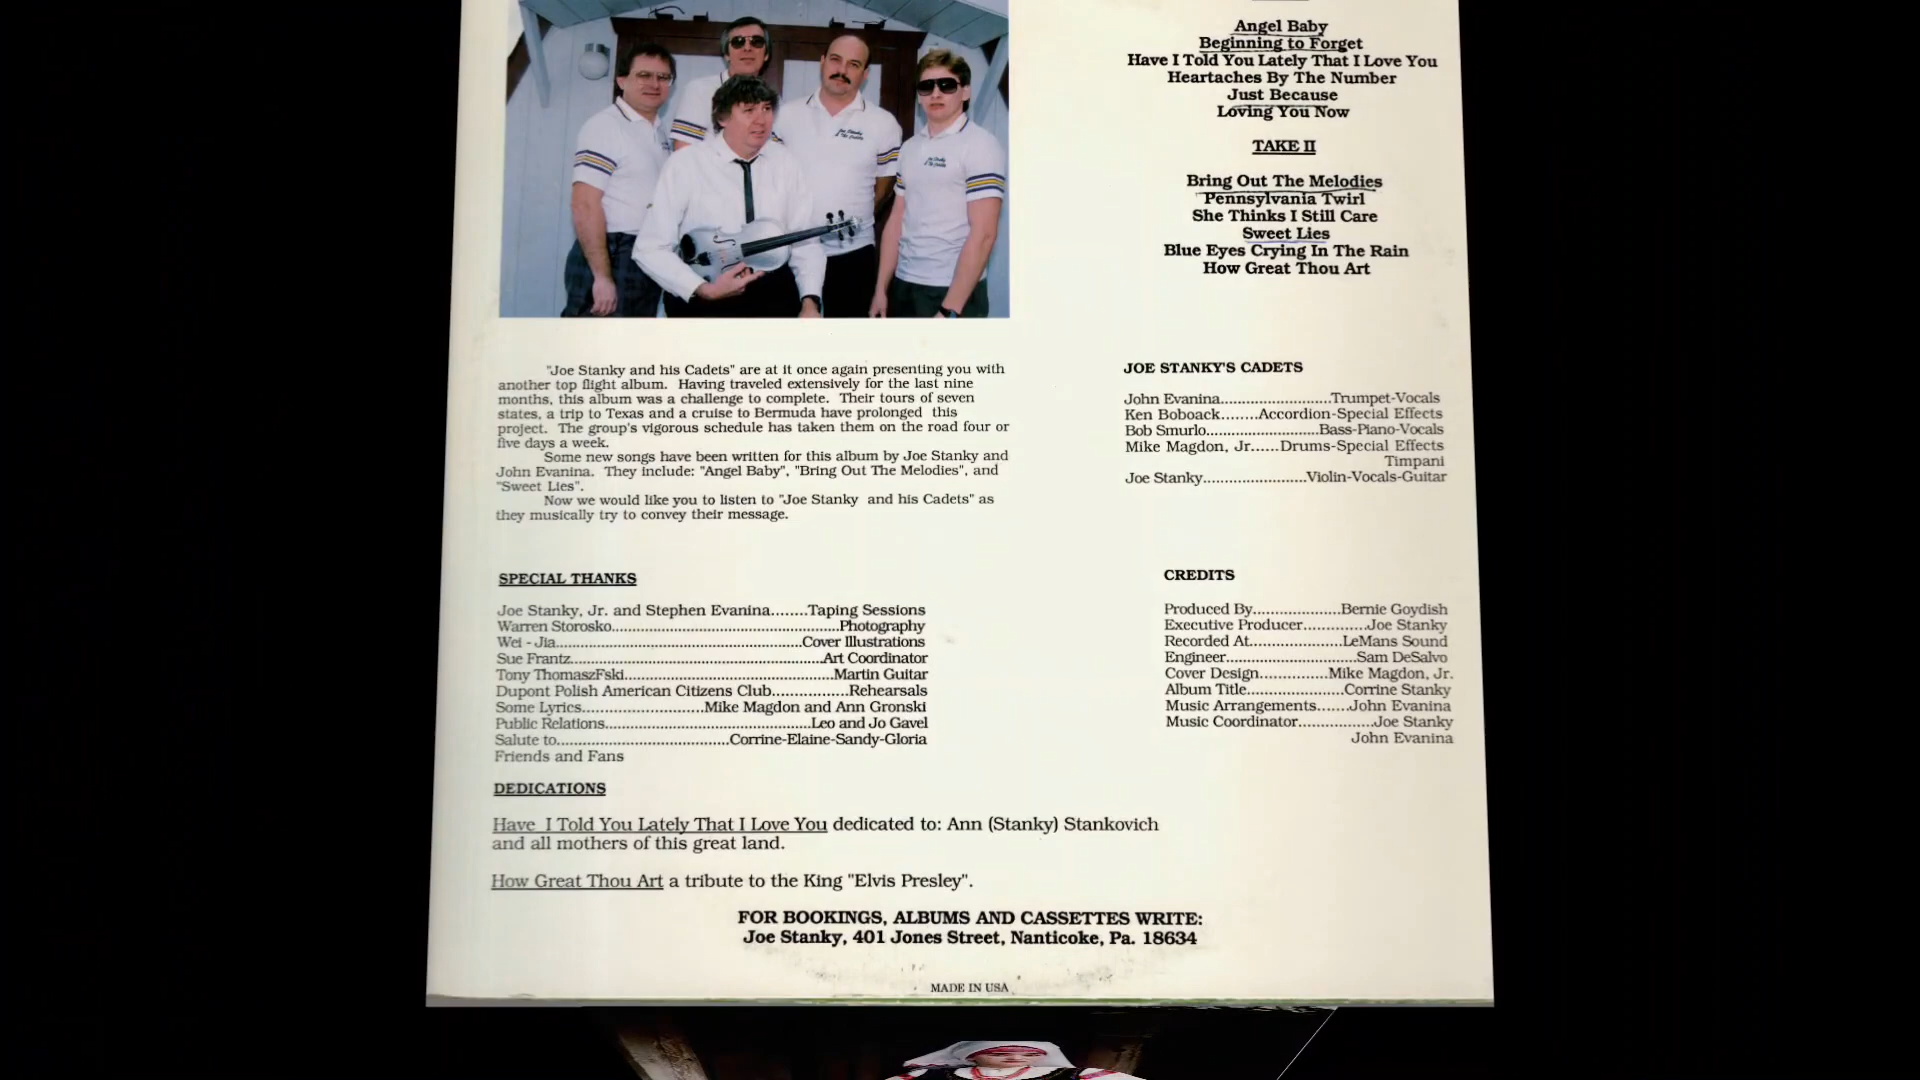 Angel Baby
Beginning to Forget
Have I Told You Lately That I Love You
Heartaches By The Number
Just Because
Loving You Now
TAKE II
Bring Out The Melodies
Pennsylvania Twirl
She Thinks I Still Care
Sweet Lies
Blue Eyes Crying In The Rain
How Great Thou Art
"Joe Stanky and his Cadets" are at it once again presenting you with
another top flight album. Having traveled extensively for the last nine
months, this album was a challenge to complete. Their tours of seven
states, a trip to Texas and a cruise to Bermuda have prolonged this
project. The group's vigorous schedule has taken them on the road four or
five days a week.
Some new songs have been written for this album by Joe Stanky and
John Evanina. They include: "Angel Baby", "Bring Out The Melodies", and
"Sweet Lies".
Now we would like you to listen to "Joe Stanky and his Cadets" as
they musically try to convey their message.
JOE STANKY'S CADETS
John Evanina...........................Trumpet-Vocals
Ken Boboack........Accordion-Special Effects
Bob Smurlo...........................Bass-Piano-Vocals
Mike Magdon, Jr......Drums-Special Effects
Timpani
Joe Stanky.........................Violin-Vocals-Guitar
SPECIAL THANKS
Joe Stanky, Jr. and Stephen Evanina........Taping Sessions
Warren Storosko.......................................................Photography
Wei - Jia...........................................................Cover Illustrations
Sue Frantz.............................................................Art Coordinator
Tony ThomaszFski...................................................Martin Guitar
Dupont Polish American Citizens Club..................Rehearsals
Some Lyrics.............................Mike Magdon and Ann Gronski
Public Relations.................................................Leo and Jo Gavel
Salute to.........................................Corrine-Elaine-Sandy-Gloria
Friends and Fans
CREDITS
Produced By.....................Bernie Goydish
Executive Producer...............Joe Stanky
Recorded At......................LeMans Sound
Engineer...............................Sam DeSalvo
Cover Design................Mike Magdon, Jr.
Album Title.......................Corrine Stanky
Music Arrangements.......John Evanina
Music Coordinator..................Joe Stanky
John Evanina
DEDICATIONS
Have I Told You Lately That I Love You dedicated to: Ann (Stanky) Stankovich
and all mothers of this great land.
How Great Thou Art a tribute to the King "Elvis Presley".
FOR BOOKINGS, ALBUMS AND CASSETTES WRITE:
Joe Stanky, 401 Jones Street, Nanticoke, Pa. 18634
MADE IN USA